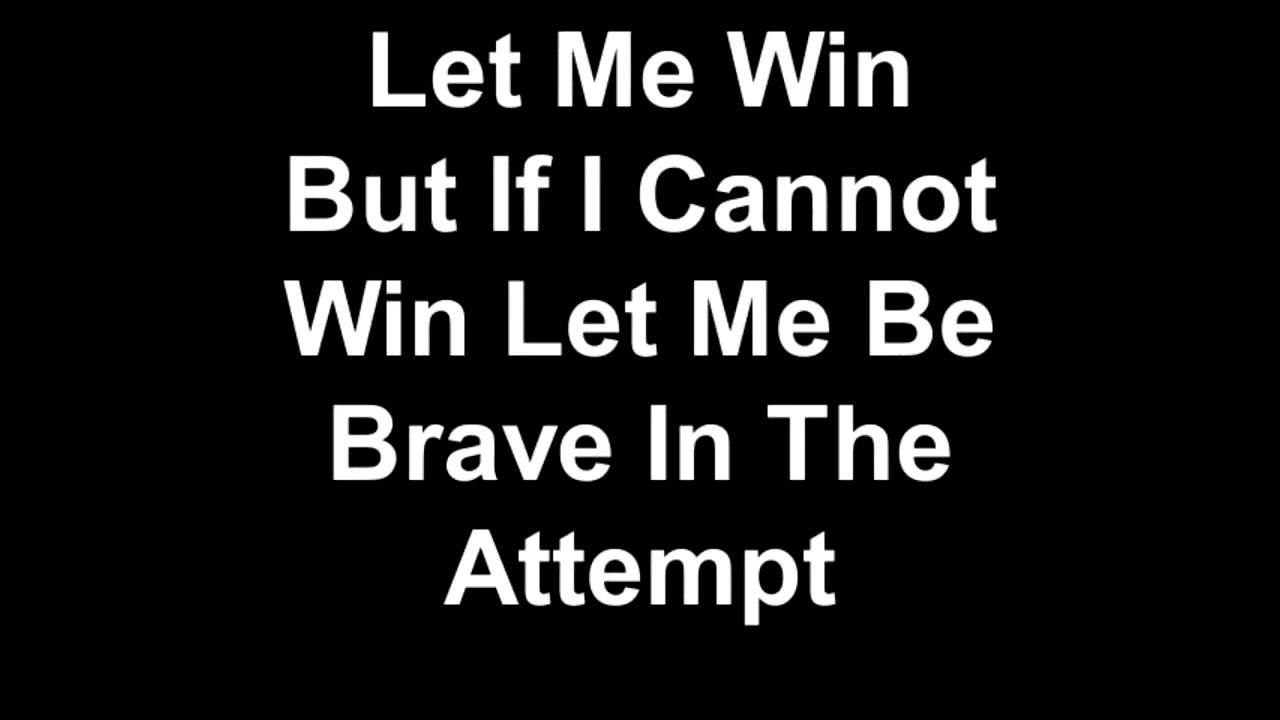 Let Me Win
But If I Cannot
Win Let Me Be
Brave In The
Attempt